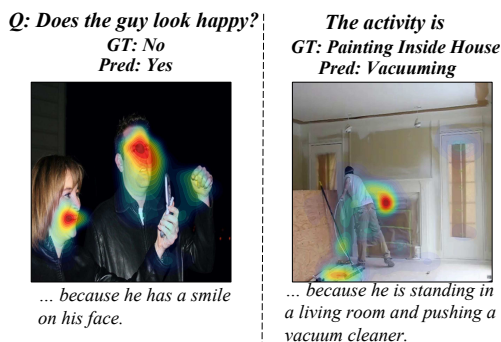 Q: Does the guy look happy?
GT: No
Pred: Yes
... because he has a smile
on his face.
The activity is
GT: Painting Inside House
Pred: Vacuuming
... because he is standing in
a living room and pushing a
vacuum cleaner.